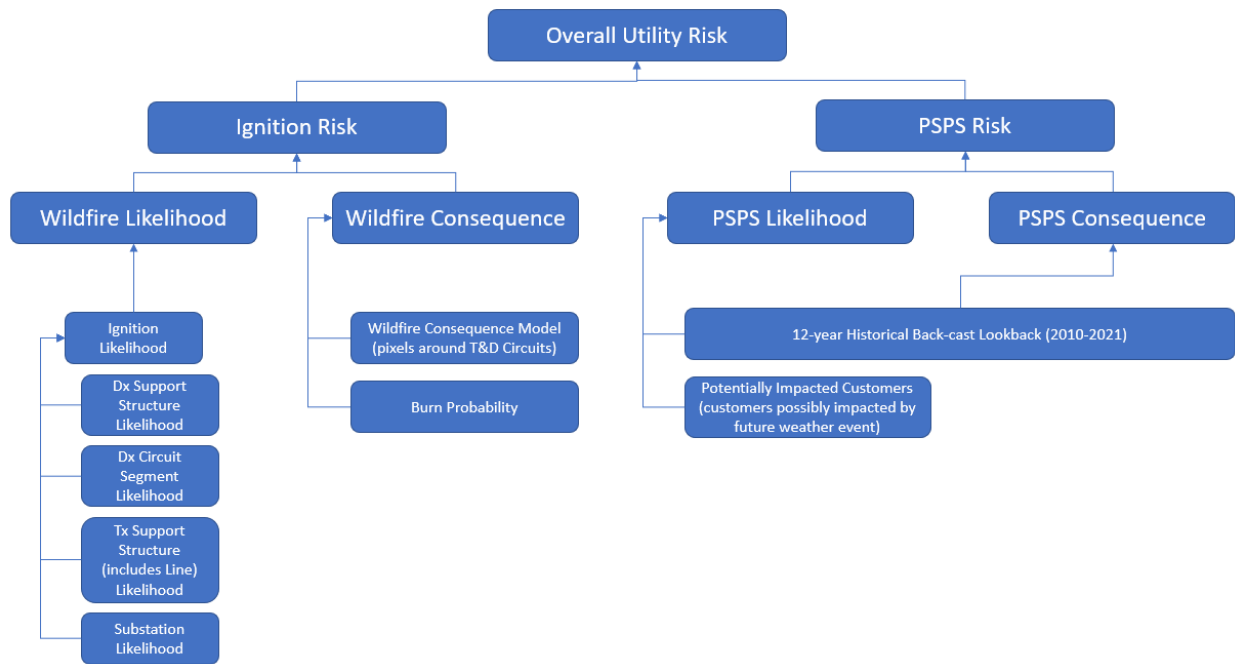 Overall Utility Risk
Ignition Risk
PSPS Risk
Wildfire Likelihood
Wildfire Consequence
PSPS Likelihood
PSPS Consequence
Ignition
Likelihood
Wildfire Consequence Model
(pixels around T&D Circuits)
12-year Historical Back-cast Lookback (2010-2021)
Dx Support
Structure
Likelihood
Burn Probability
Potentially Impacted Customers
(customers possibly impacted by
future weather event)
Dx Circuit
Segment
Likelihood
Tx Support
Structure
(includes Line)
Likelihood
Substation
Likelihood